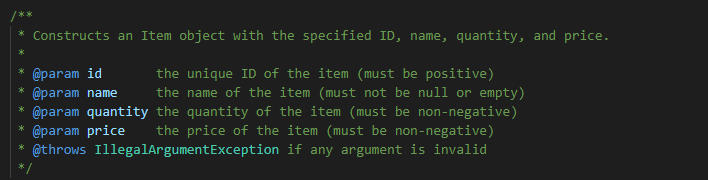 /**
 * Constructs an Item object with the specified ID, name, quantity, and price.
 *
 * @param id       the unique ID of the item (must be positive)
 * @param name     the name of the item (must not be null or empty)
 * @param quantity the quantity of the item (must be non-negative)
 * @param price    the price of the item (must be non-negative)
 * @throws IllegalArgumentException if any argument is invalid
 */